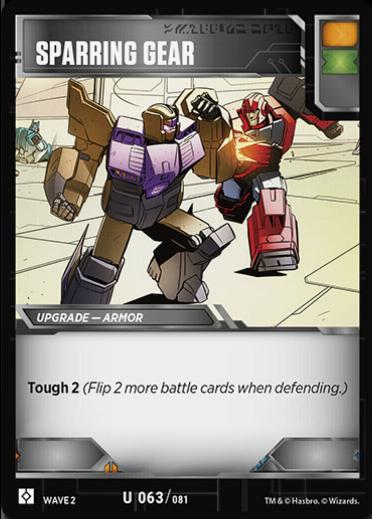 SPARRING GEAR
UPGRADE — ARMOR
Tough 2 (Flip 2 more battle cards when defending.)
WAVE 2 U 063/081 TM & © Hasbro. © Wizards.